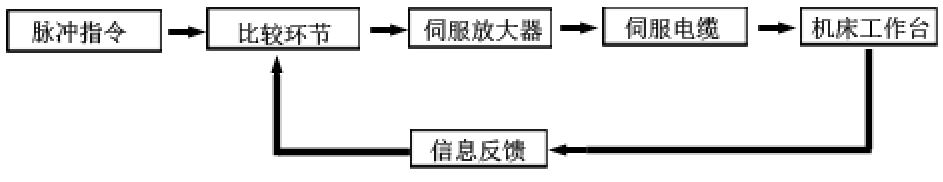 脉冲指令
比较环节
伺服放大器
伺服电缆
机床工作台
信息反馈